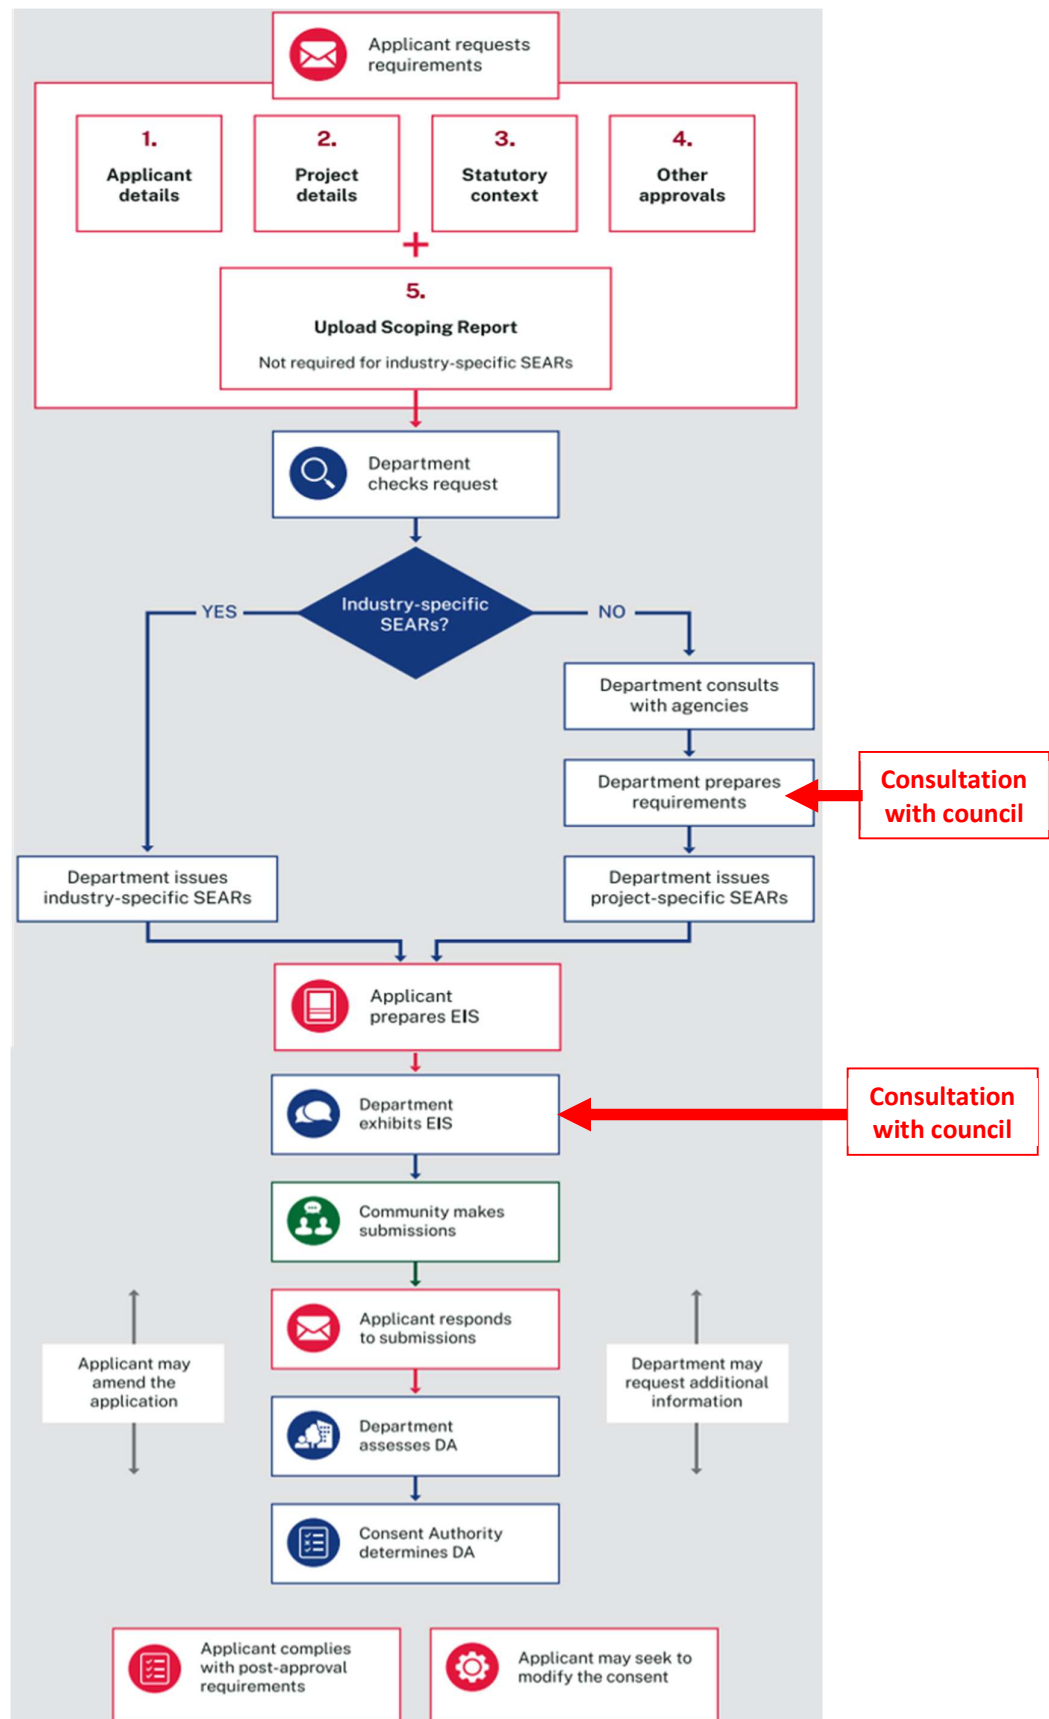 Applicant requests
requirements
1.
Applicant
details
2.
Project
details
3.
Statutory
context
4.
Other
approvals
+
5.
Upload Scoping Report
Not required for industry-specific SEARs
Department
checks request
Industry-specific
SEARs?
YES
NO
Department consults
with agencies
Department prepares
requirements
Consultation
with council
Department issues
industry-specific SEARs
Department issues
project-specific SEARs
Applicant
prepares EIS
Department
exhibits EIS
Consultation
with council
Community makes
submissions
Applicant responds
to submissions
Applicant may
amend the
application
Department may
request additional
information
Department
assesses DA
Consent Authority
determines DA
Applicant complies
with post-approval
requirements
Applicant may seek to
modify the consent